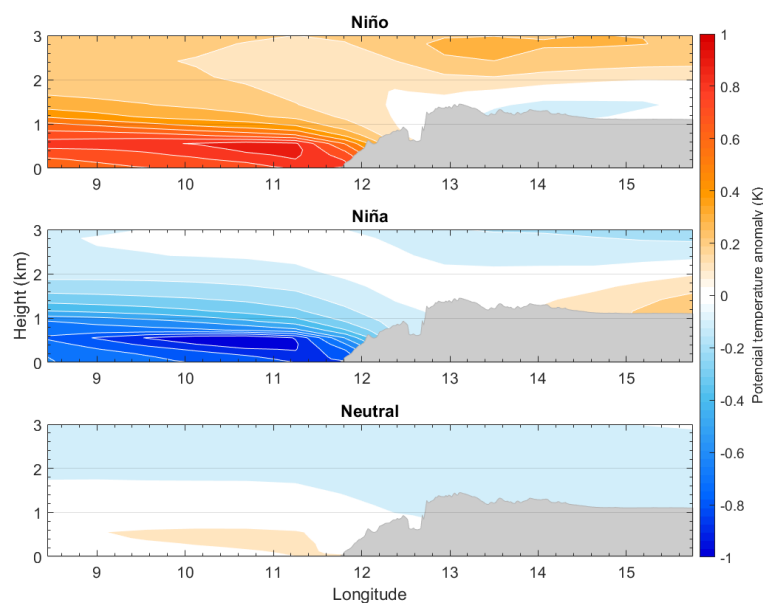 Niño
3
2
1
0
9 10 11 12 13 14 15
Niña
3
2
1
0
9 10 11 12 13 14 15
Height (km)
Neutral
3
2
1
0
9 10 11 12 13 14 15
Longitude
1
0.8
0.6
0.4
0.2
0
-0.2
-0.4
-0.6
-0.8
-1
Potencial temperature anomaly (K)